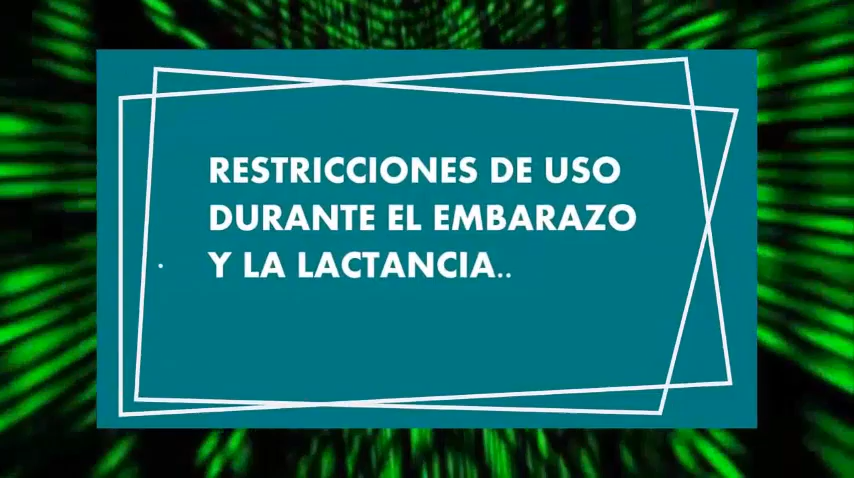 RESTRICCIONES DE USO
DURANTE EL EMBARAZO
Y LA LACTANCIA..